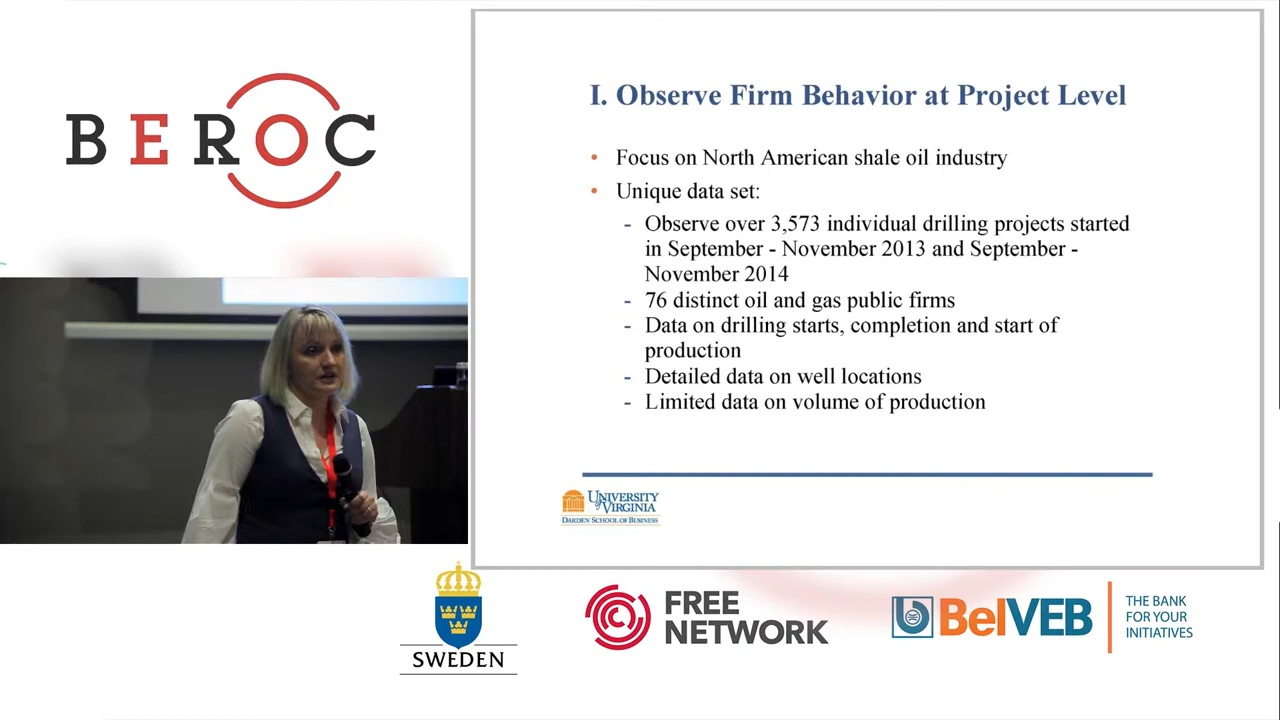 BEROC
I. Observe Firm Behavior at Project Level
• Focus on North American shale oil industry
• Unique data set:
- Observe over 3,573 individual drilling projects started
in September - November 2013 and September -
November 2014
- 76 distinct oil and gas public firms
- Data on drilling starts, completion and start of
production
- Detailed data on well locations
- Limited data on volume of production
UNIVERSITY
of VIRGINIA
DARDEN SCHOOL OF BUSINESS
SWEDEN
FREE
NETWORK
BelVEB
THE BANK
FOR YOUR
INITIATIVES